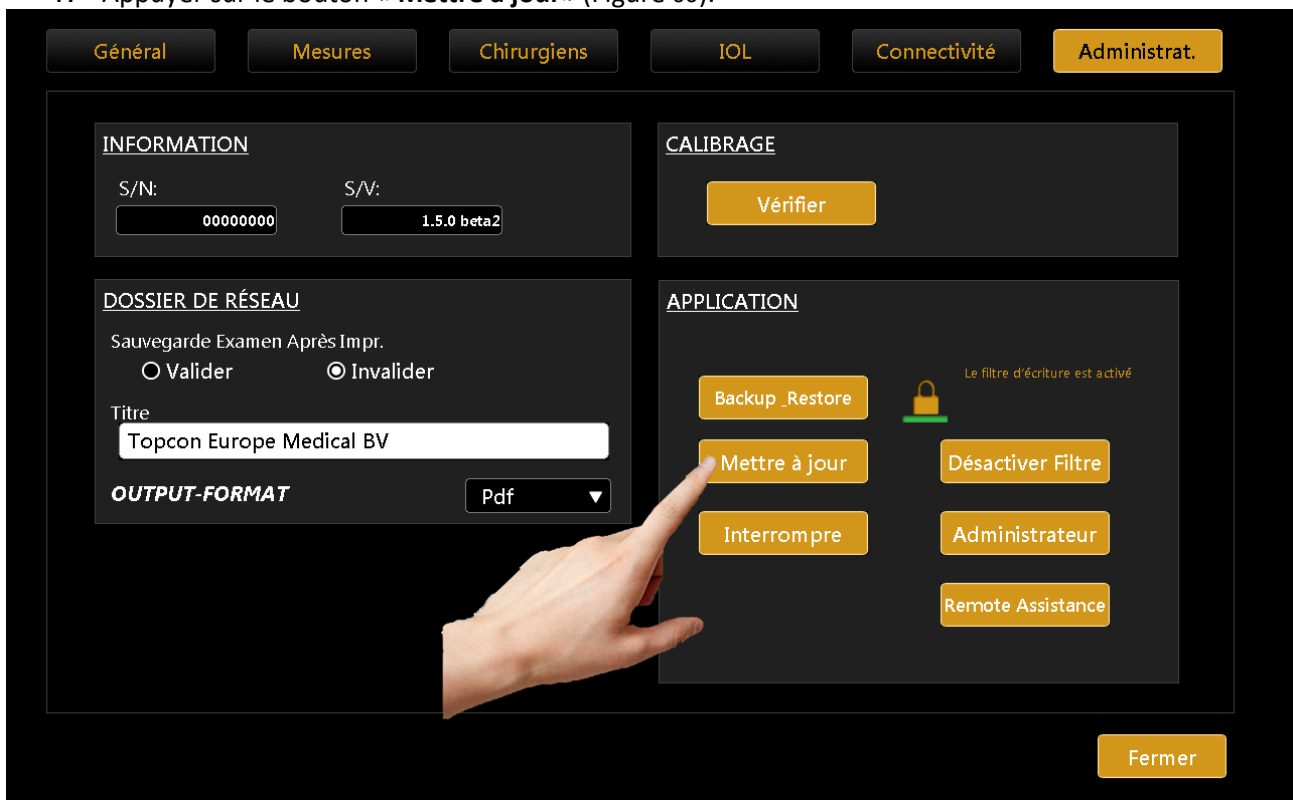 Appuyer sur le bouton « Mettre à jour» (Figure
Général Mesures Chirurgiens IOL Connectivité Administrat.
INFORMATION
S/N: S/V:
00000000 1.5.0 beta2
CALIBRAGE
Vérifier
DOSSIER DE RÉSEAU
Sauvegarde Examen Après Impr.
Valider Invalider
Titre
Topcon Europe Medical BV
OUTPUT-FORMAT Pdf
APPLICATION
Le filtre d'écriture est activé
Backup _Restore
Mettre à jour Désactiver Filtre
Interrompre Administrateur
Remote Assistance
Fermer